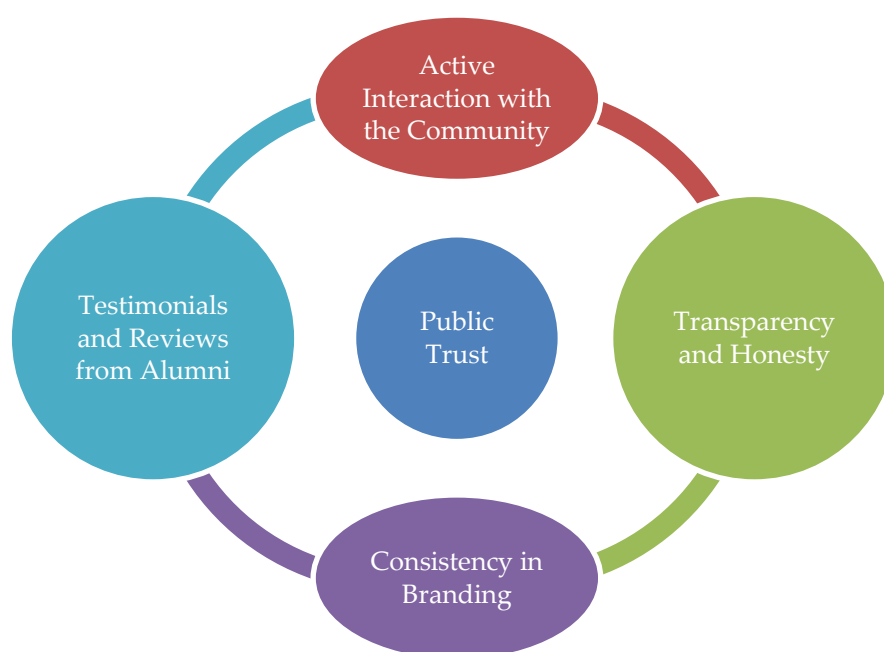 Active
Interaction with
the Community
Testimonials
and Reviews
from Alumni
Public
Trust
Transparency
and Honesty
Consistency in
Branding